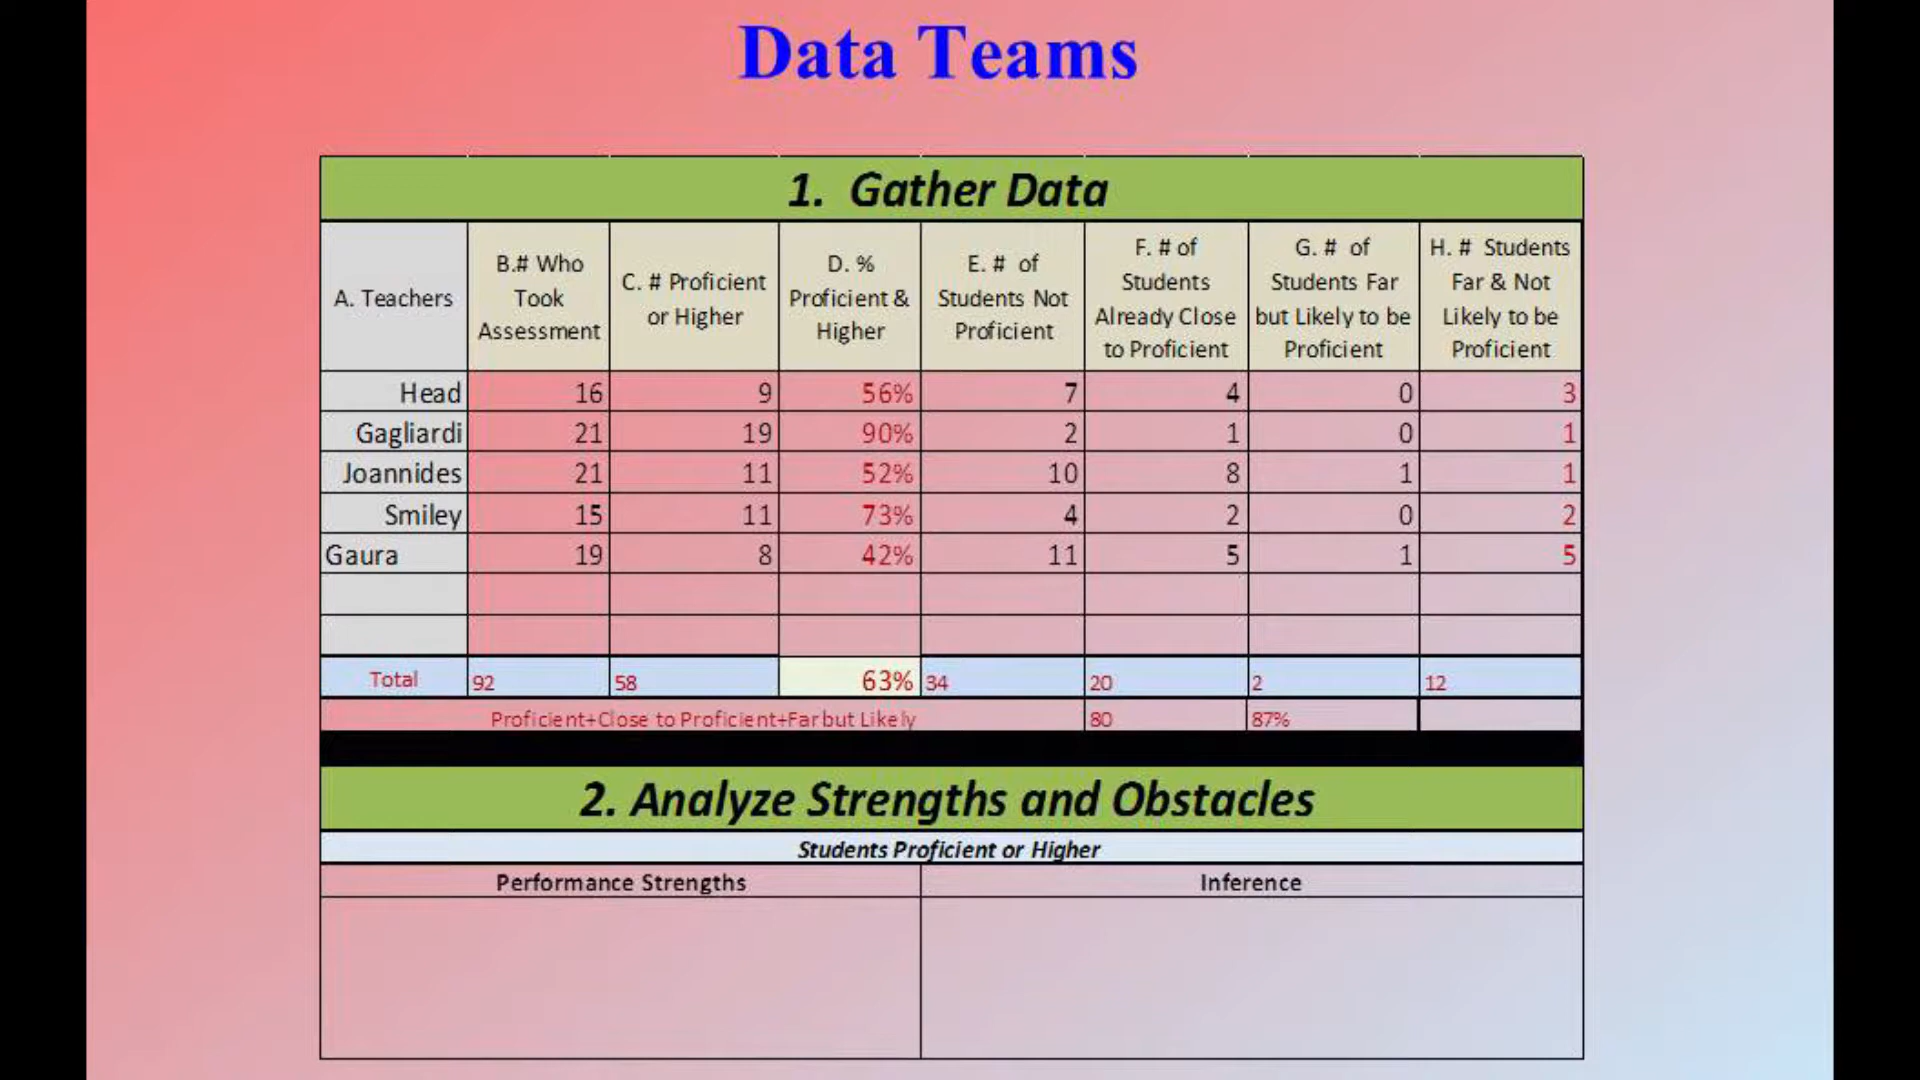 Data Teams
1. Gather Data
A. Teachers
B.# Who
Took
Assessment
C. # Proficient
or Higher
D. %
Proficient &
Higher
E. # of
Students Not
Proficient
F. # of
Students
Already Close
to Proficient
G. # of
Students Far
but Likely to be
Proficient
H. # Students
Far & Not
Likely to be
Proficient
Head 16 9 56% 7 4 0 3
Gagliardi 21 19 90% 2 1 0 1
Joannides 21 11 52% 10 8 1 1
Smiley 15 11 73% 4 2 0 2
Gaura 19 8 42% 11 5 1 5
Total 92 58 63% 34 20 2 12
Proficient+Close to Proficient+Far but Likely 80 87%
2. Analyze Strengths and Obstacles
Students Proficient or Higher
Performance Strengths Inference